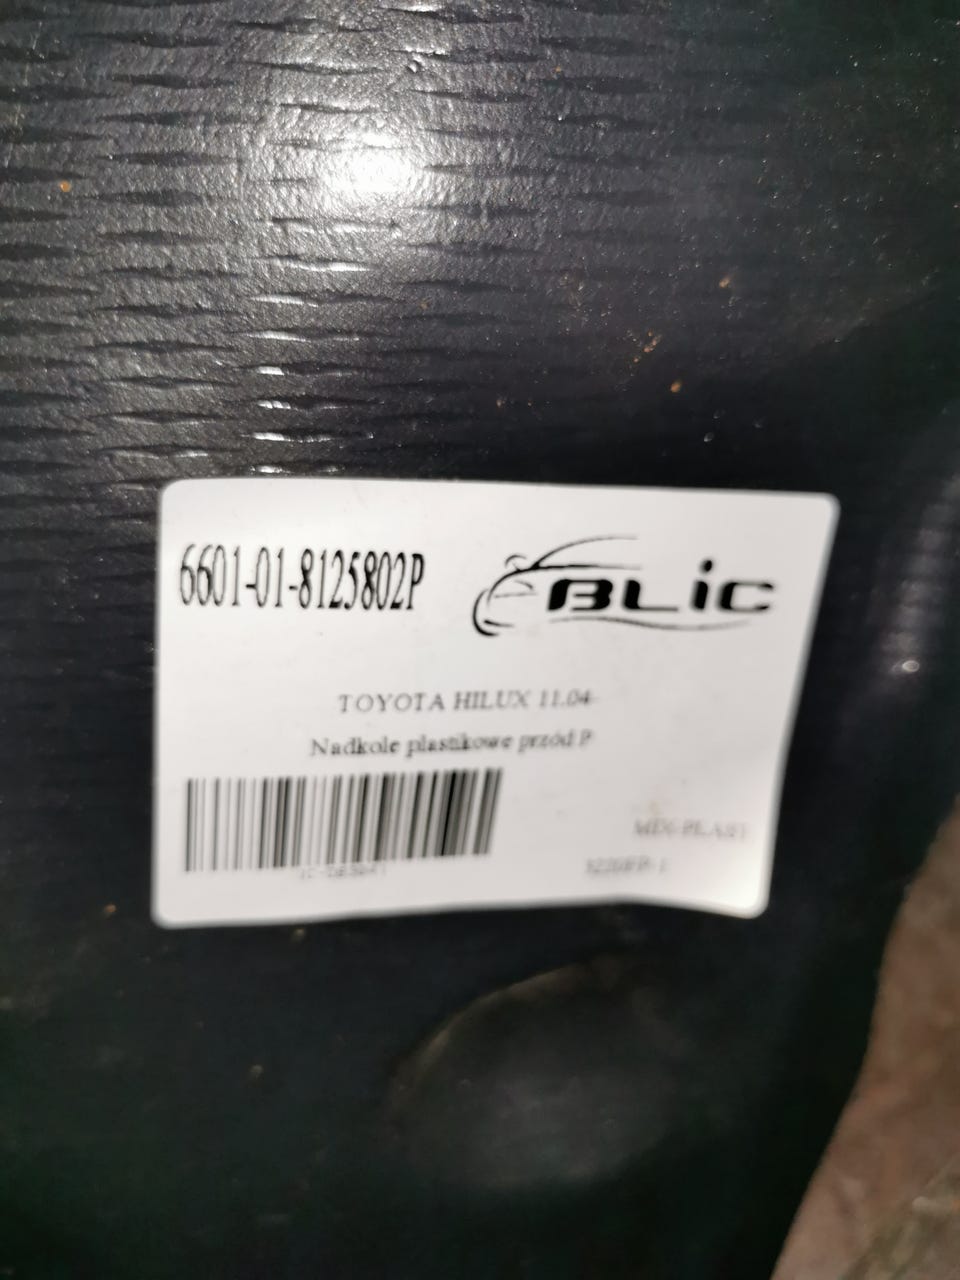 6601-01-8125802P
BLiC
TOYOTA HILUX 11.04-
Nadkole plastikowe przód P